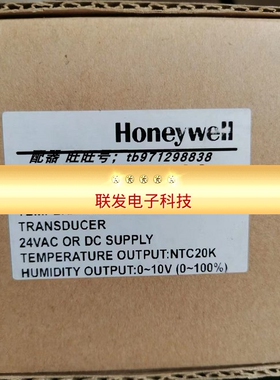 Honeywell
配器 旺旺号：tb971298838
联发电子科技
TRANSDUCER
24VAC OR DC SUPPLY
TEMPERATURE OUTPUT:NTC20K
HUMIDITY OUTPUT:0~10V (0~100%)